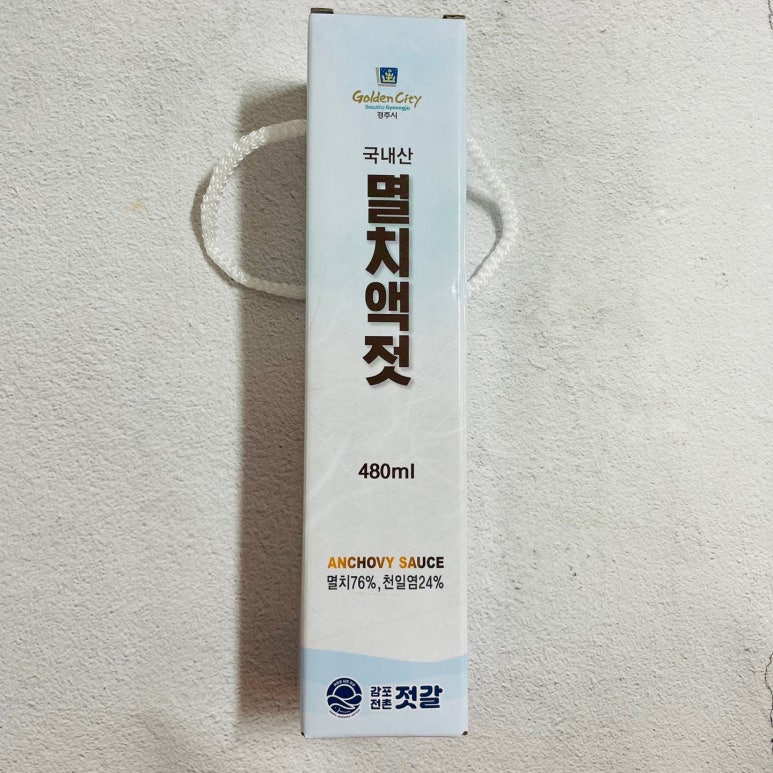 Golden City
Beautiful Gyeongju
경주시
국내산
멸치액젓
480ml
ANCHOVY SAUCE
멸치76%, 천일염24%
감포
전촌 젓갈